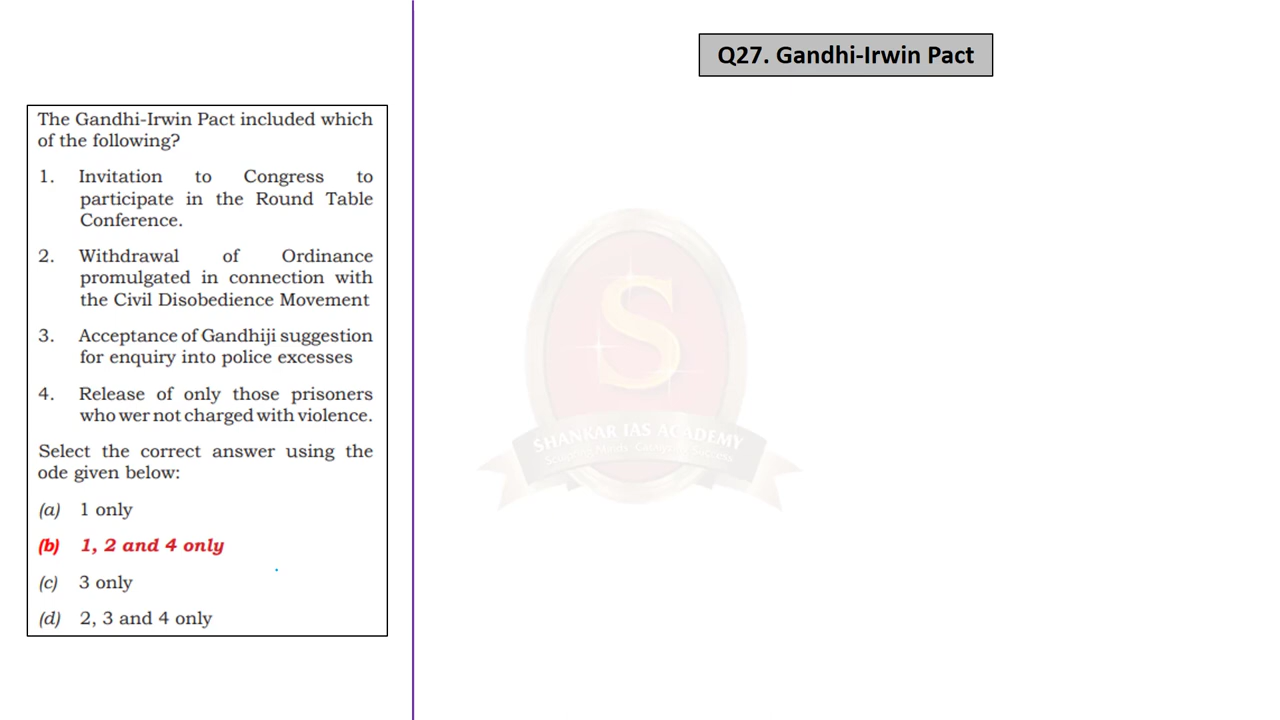 Q27. Gandhi-Irwin Pact
The Gandhi-Irwin Pact included which
of the following?
1. Invitation to Congress to
participate in the Round Table
Conference.
2. Withdrawal of Ordinance
promulgated in connection with
the Civil Disobedience Movement
3. Acceptance of Gandhiji suggestion
for enquiry into police excesses
4. Release of only those prisoners
who wer not charged with violence.
Select the correct answer using the
ode given below:
(a) 1 only
(b) 1, 2 and 4 only
(c) 3 only
(d) 2, 3 and 4 only
S
SHANKAR IAS ACADEMY